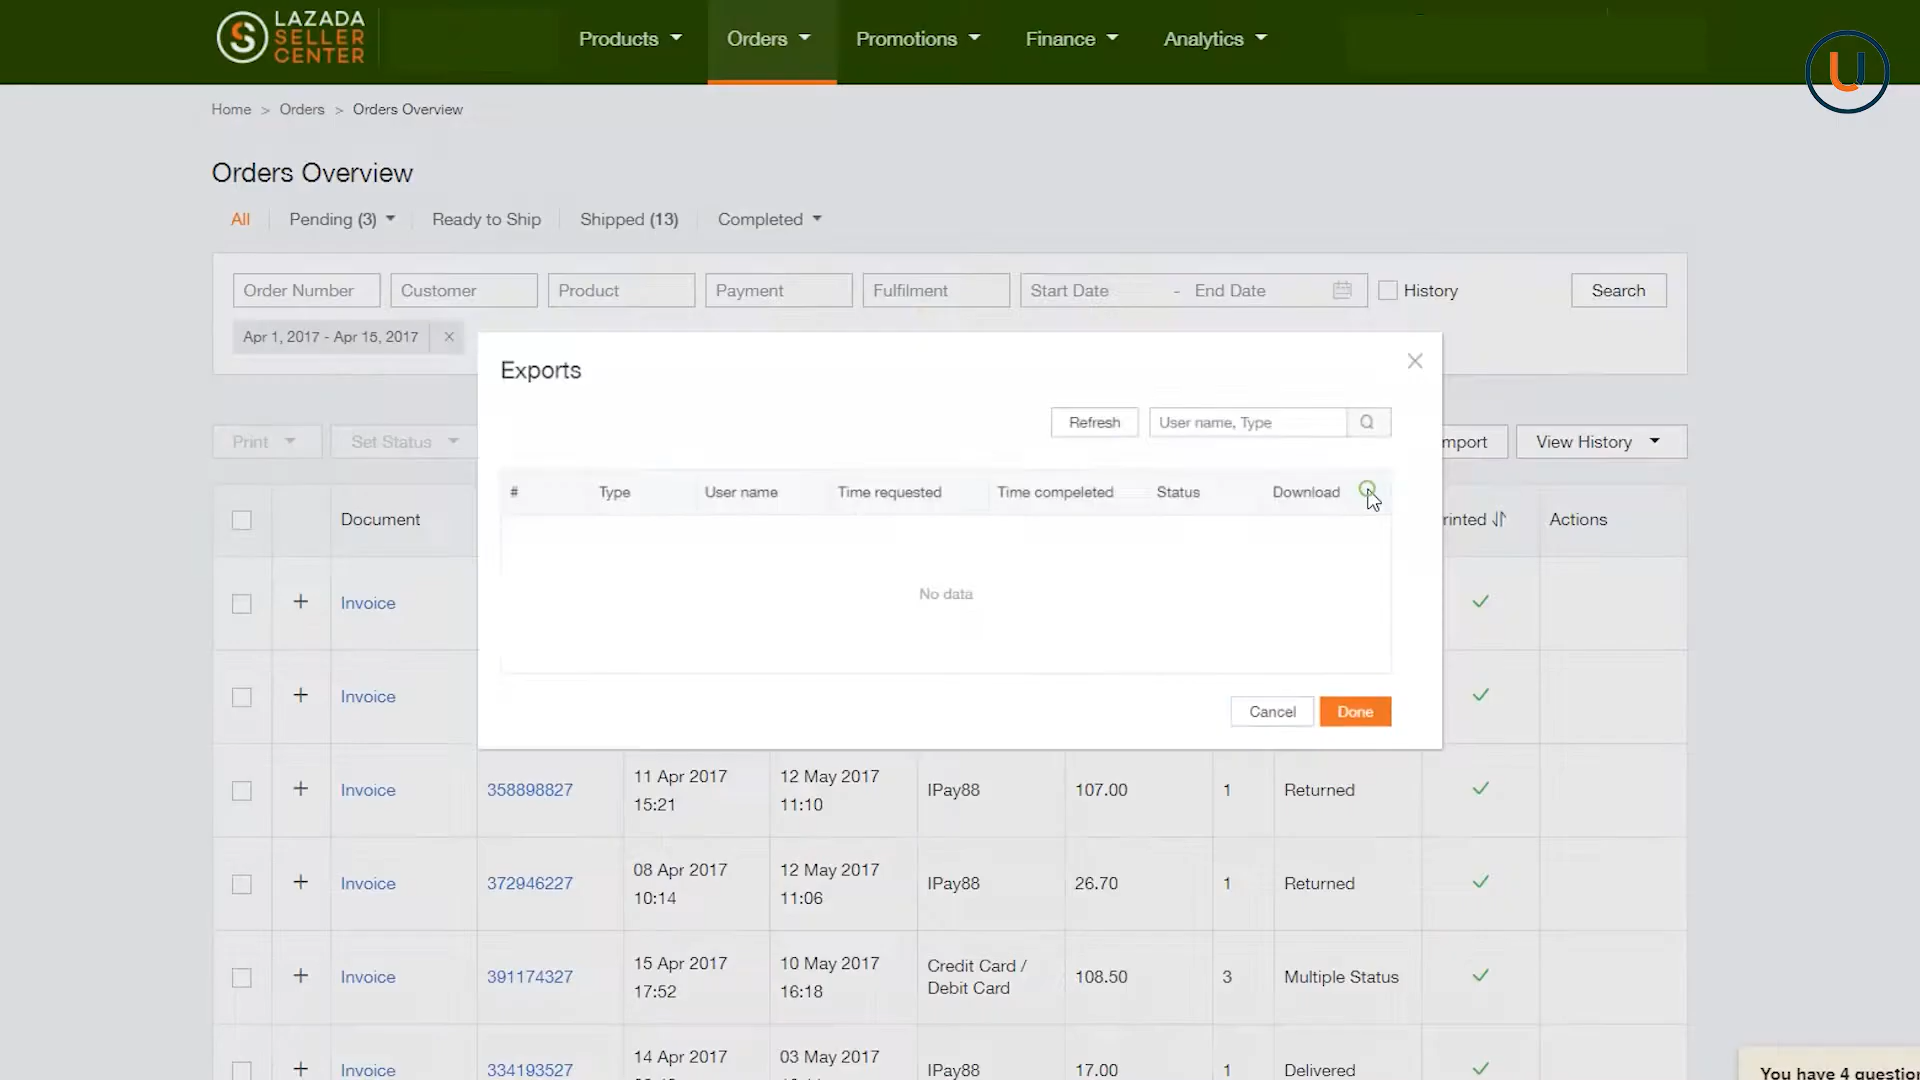 LAZADA
SELLER
CENTER
Products
Orders
Promotions
Finance
Analytics
U
Home > Orders > Orders Overview
Orders Overview
All
Pending (3)
Ready to Ship
Shipped (13)
Completed
Order Number
Customer
Product
Payment
Fulfilment
Start Date - End Date
History
Search
Apr 1, 2017 - Apr 15, 2017
Exports
Refresh
User name, Type
Print
Set Status
mport
View History
# Type User name Time requested Time compeleted Status Download
Document
rinted
Actions
No data
Invoice
Invoice
Cancel
Done
Invoice 358898827 11 Apr 2017 12 May 2017 IPay88 107.00 1 Returned
15:21 11:10
Invoice 372946227 08 Apr 2017 12 May 2017 IPay88 26.70 1 Returned
10:14 11:06
Invoice 391174327 15 Apr 2017 10 May 2017 Credit Card / 108.50 3 Multiple Status
17:52 16:18 Debit Card
Invoice 334193527 14 Apr 2017 03 May 2017 IPay88 17.00 1 Delivered
You have 4 question